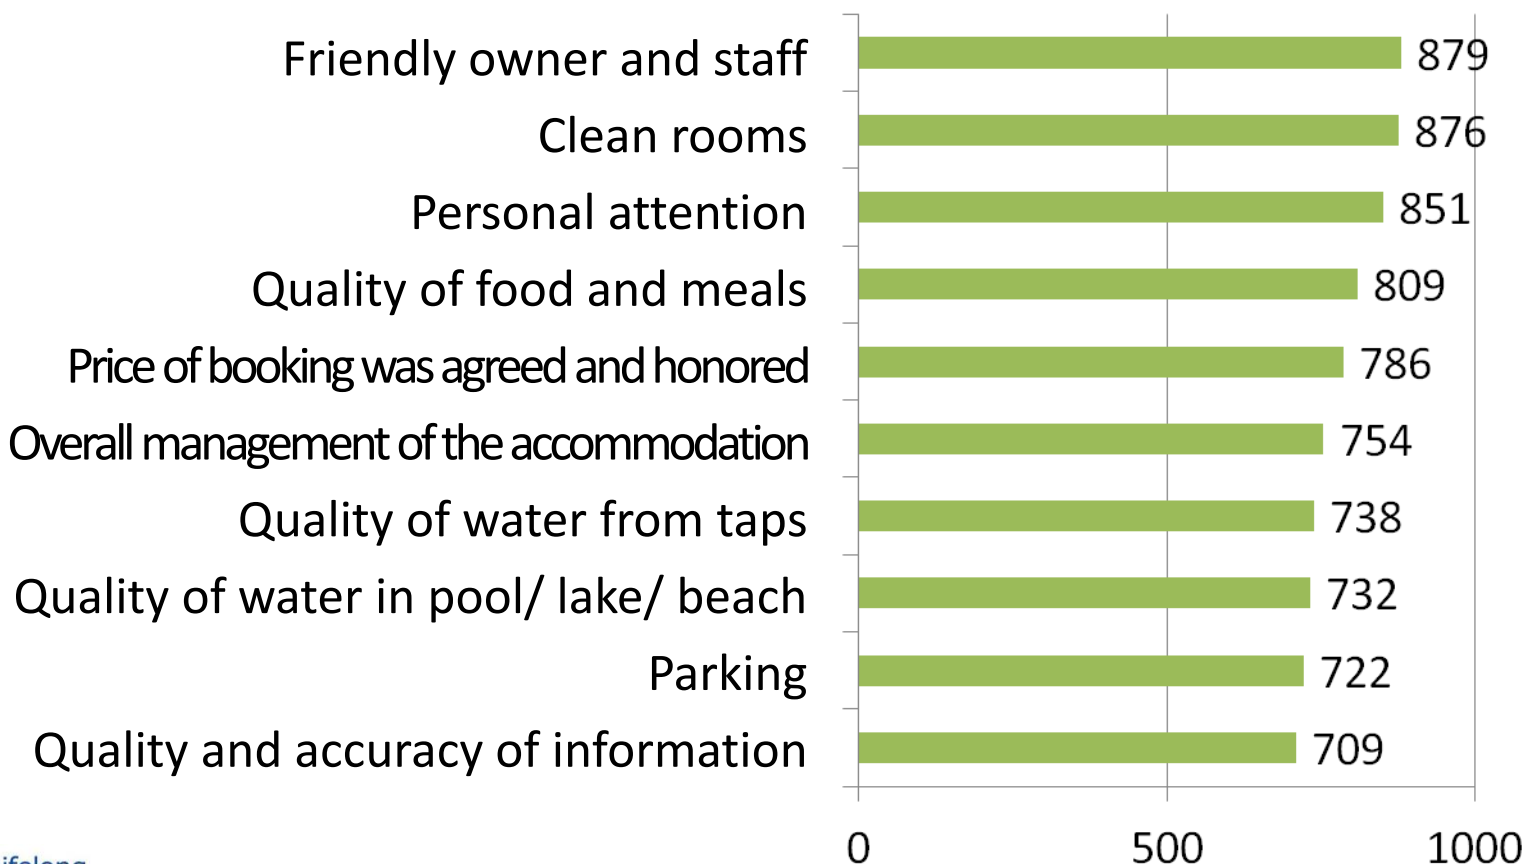 Friendly owner and staff 879
Clean rooms 876
Personal attention 851
Quality of food and meals 809
Price of booking was agreed and honored 786
Overall management of the accommodation 754
Quality of water from taps 738
Quality of water in pool/ lake/ beach 732
Parking 722
Quality and accuracy of information 709
0 500 1000